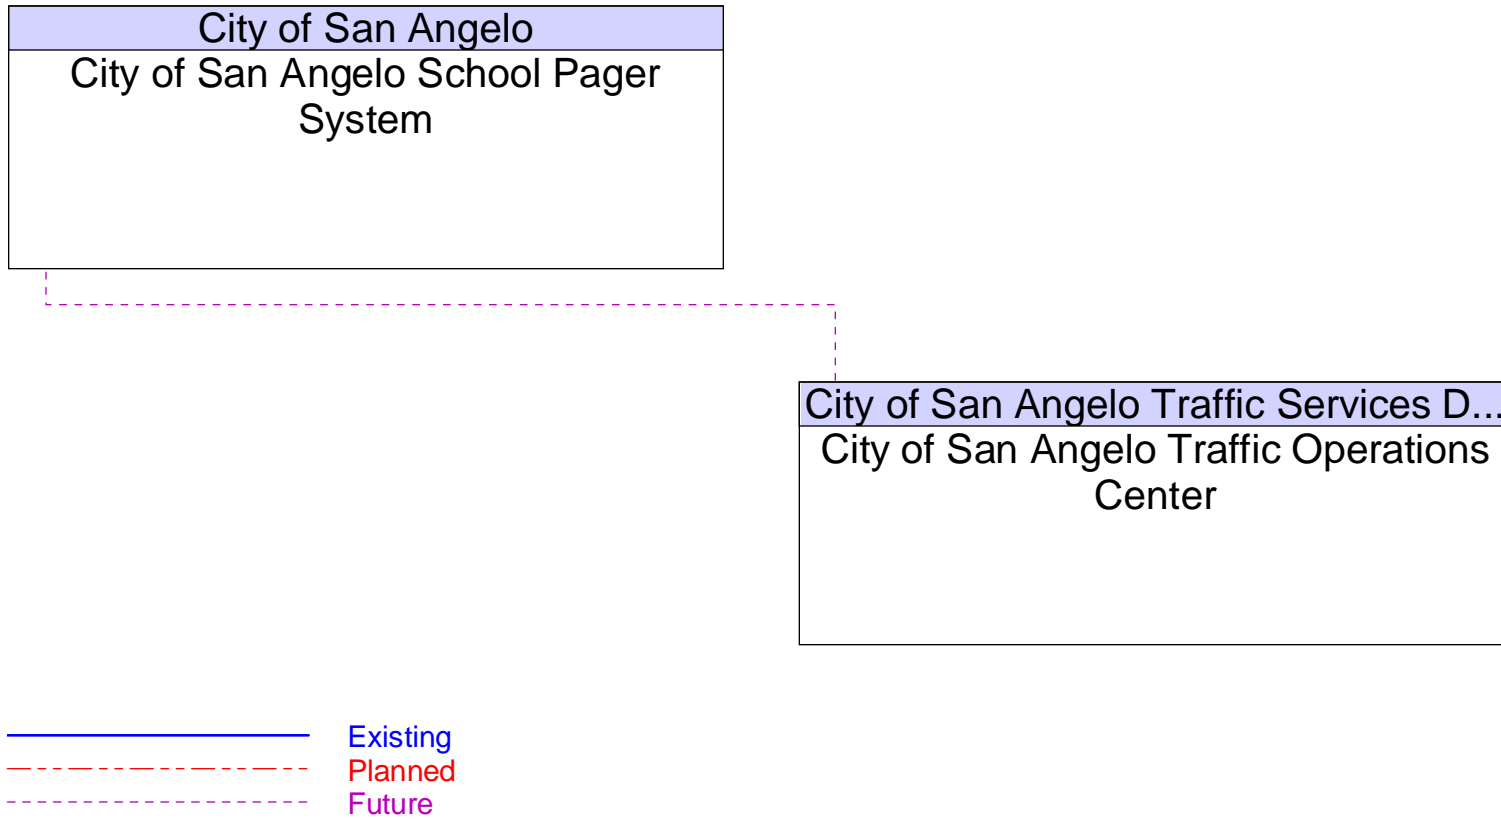 City of San Angelo
City of San Angelo School Pager
System
City of San Angelo Traffic Services D...
City of San Angelo Traffic Operations
Center
Existing
Planned
Future